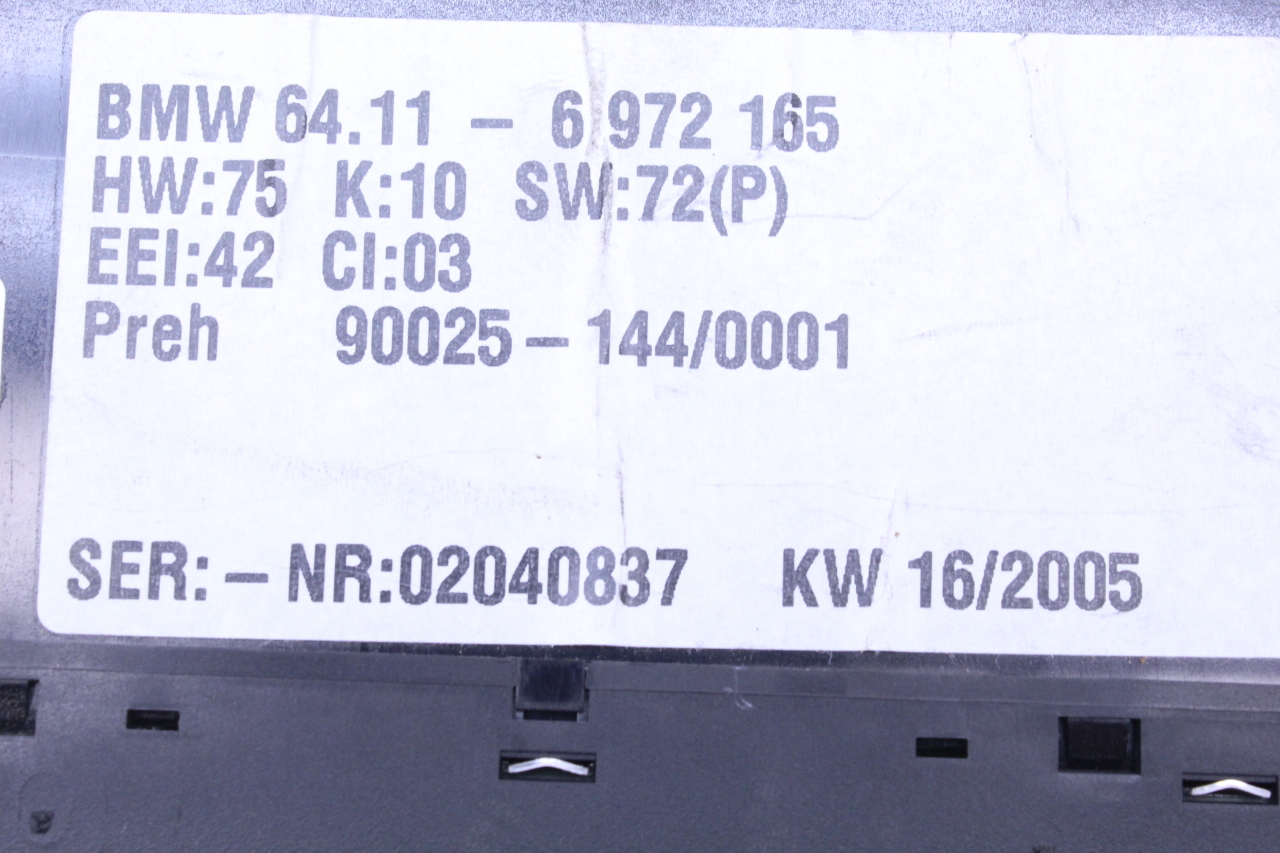 BMW 64.11 – 6 972 165
HW:75 K:10 SW:72(P)
EEI:42 CI:03
Preh 90025–144/0001
SER:–NR:02040837 KW 16/2005